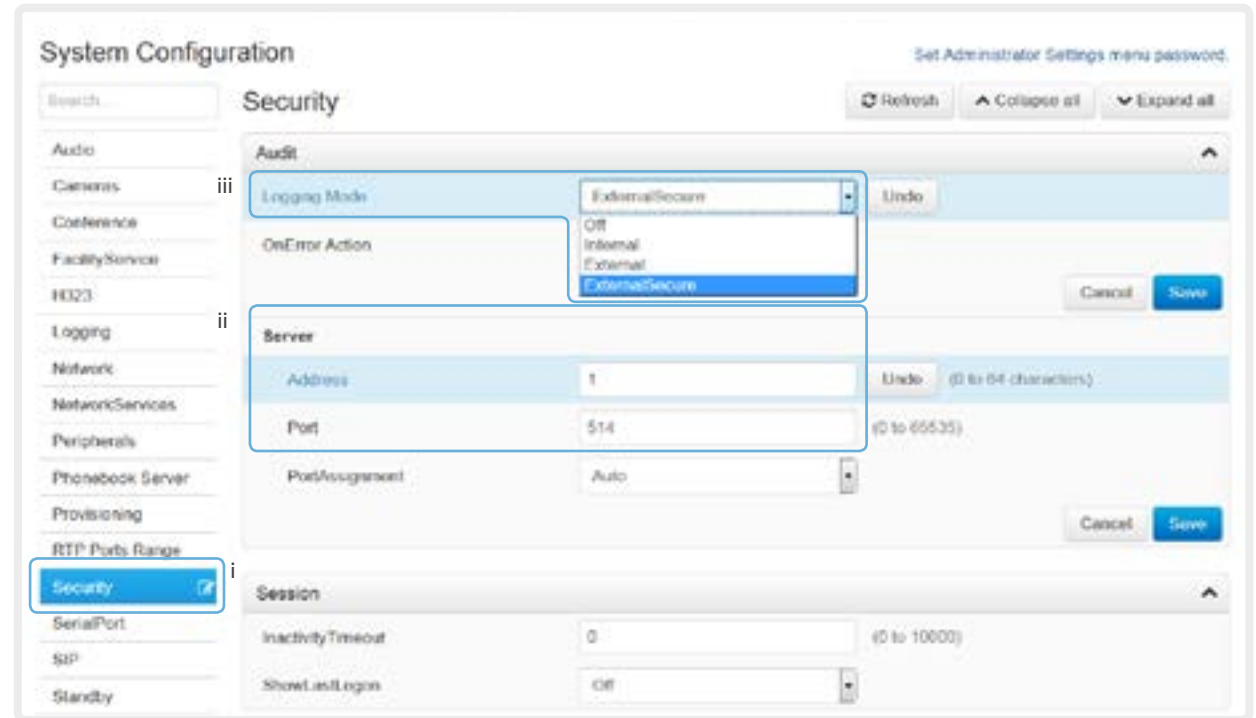 System Configuration
Set Administrator Settings menu password.
Search...
Security
Refresh
Collapse all
Expand all
Audio
Cameras
Conference
FacilityService
H323
Logging
Network
NetworkServices
Peripherals
Phonebook Server
Provisioning
RTP Ports Range
Security
i
SerialPort
SIP
Standby
Audit
iii
Logging Mode
ExternalSecure
Undo
Off
Internal
External
ExternalSecure
OnError Action
Cancel
Save
ii
Server
Address
1
Undo
(0 to 64 characters)
Port
514
(0 to 65535)
PortAssignment
Auto
Cancel
Save
Session
InactivityTimeout
0
(0 to 10000)
ShowLastLogon
Off